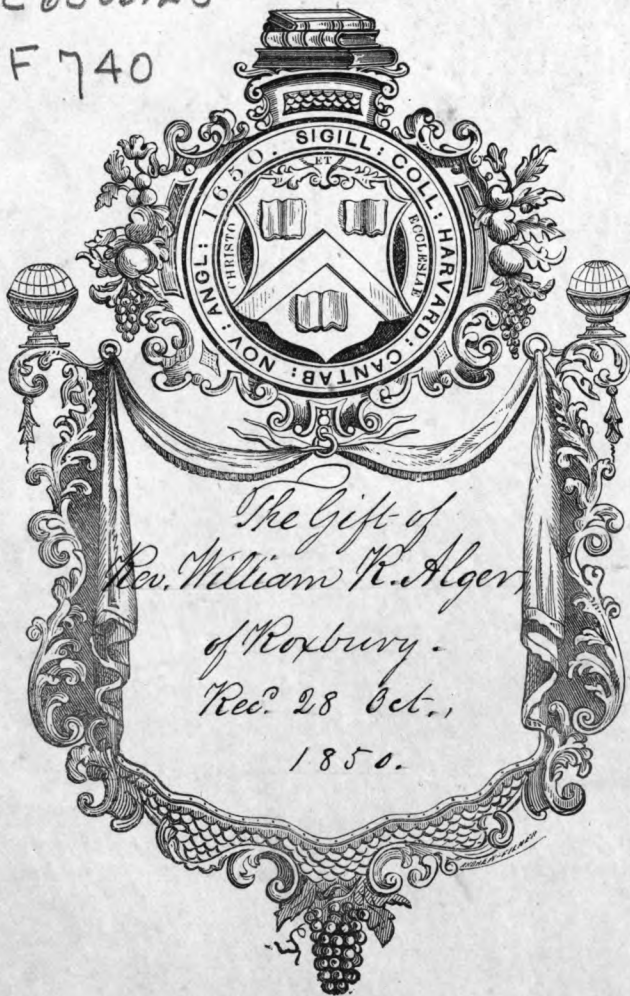 F 740
SIGILL: COLL: HARVARD: CANTAB: NOV: ANGL: 1650.
CHRISTO ET ECCLESIAE
The Gift of
Rev. William R. Alger,
of Roxbury.
Rec'd. 28 Oct.,
1850.